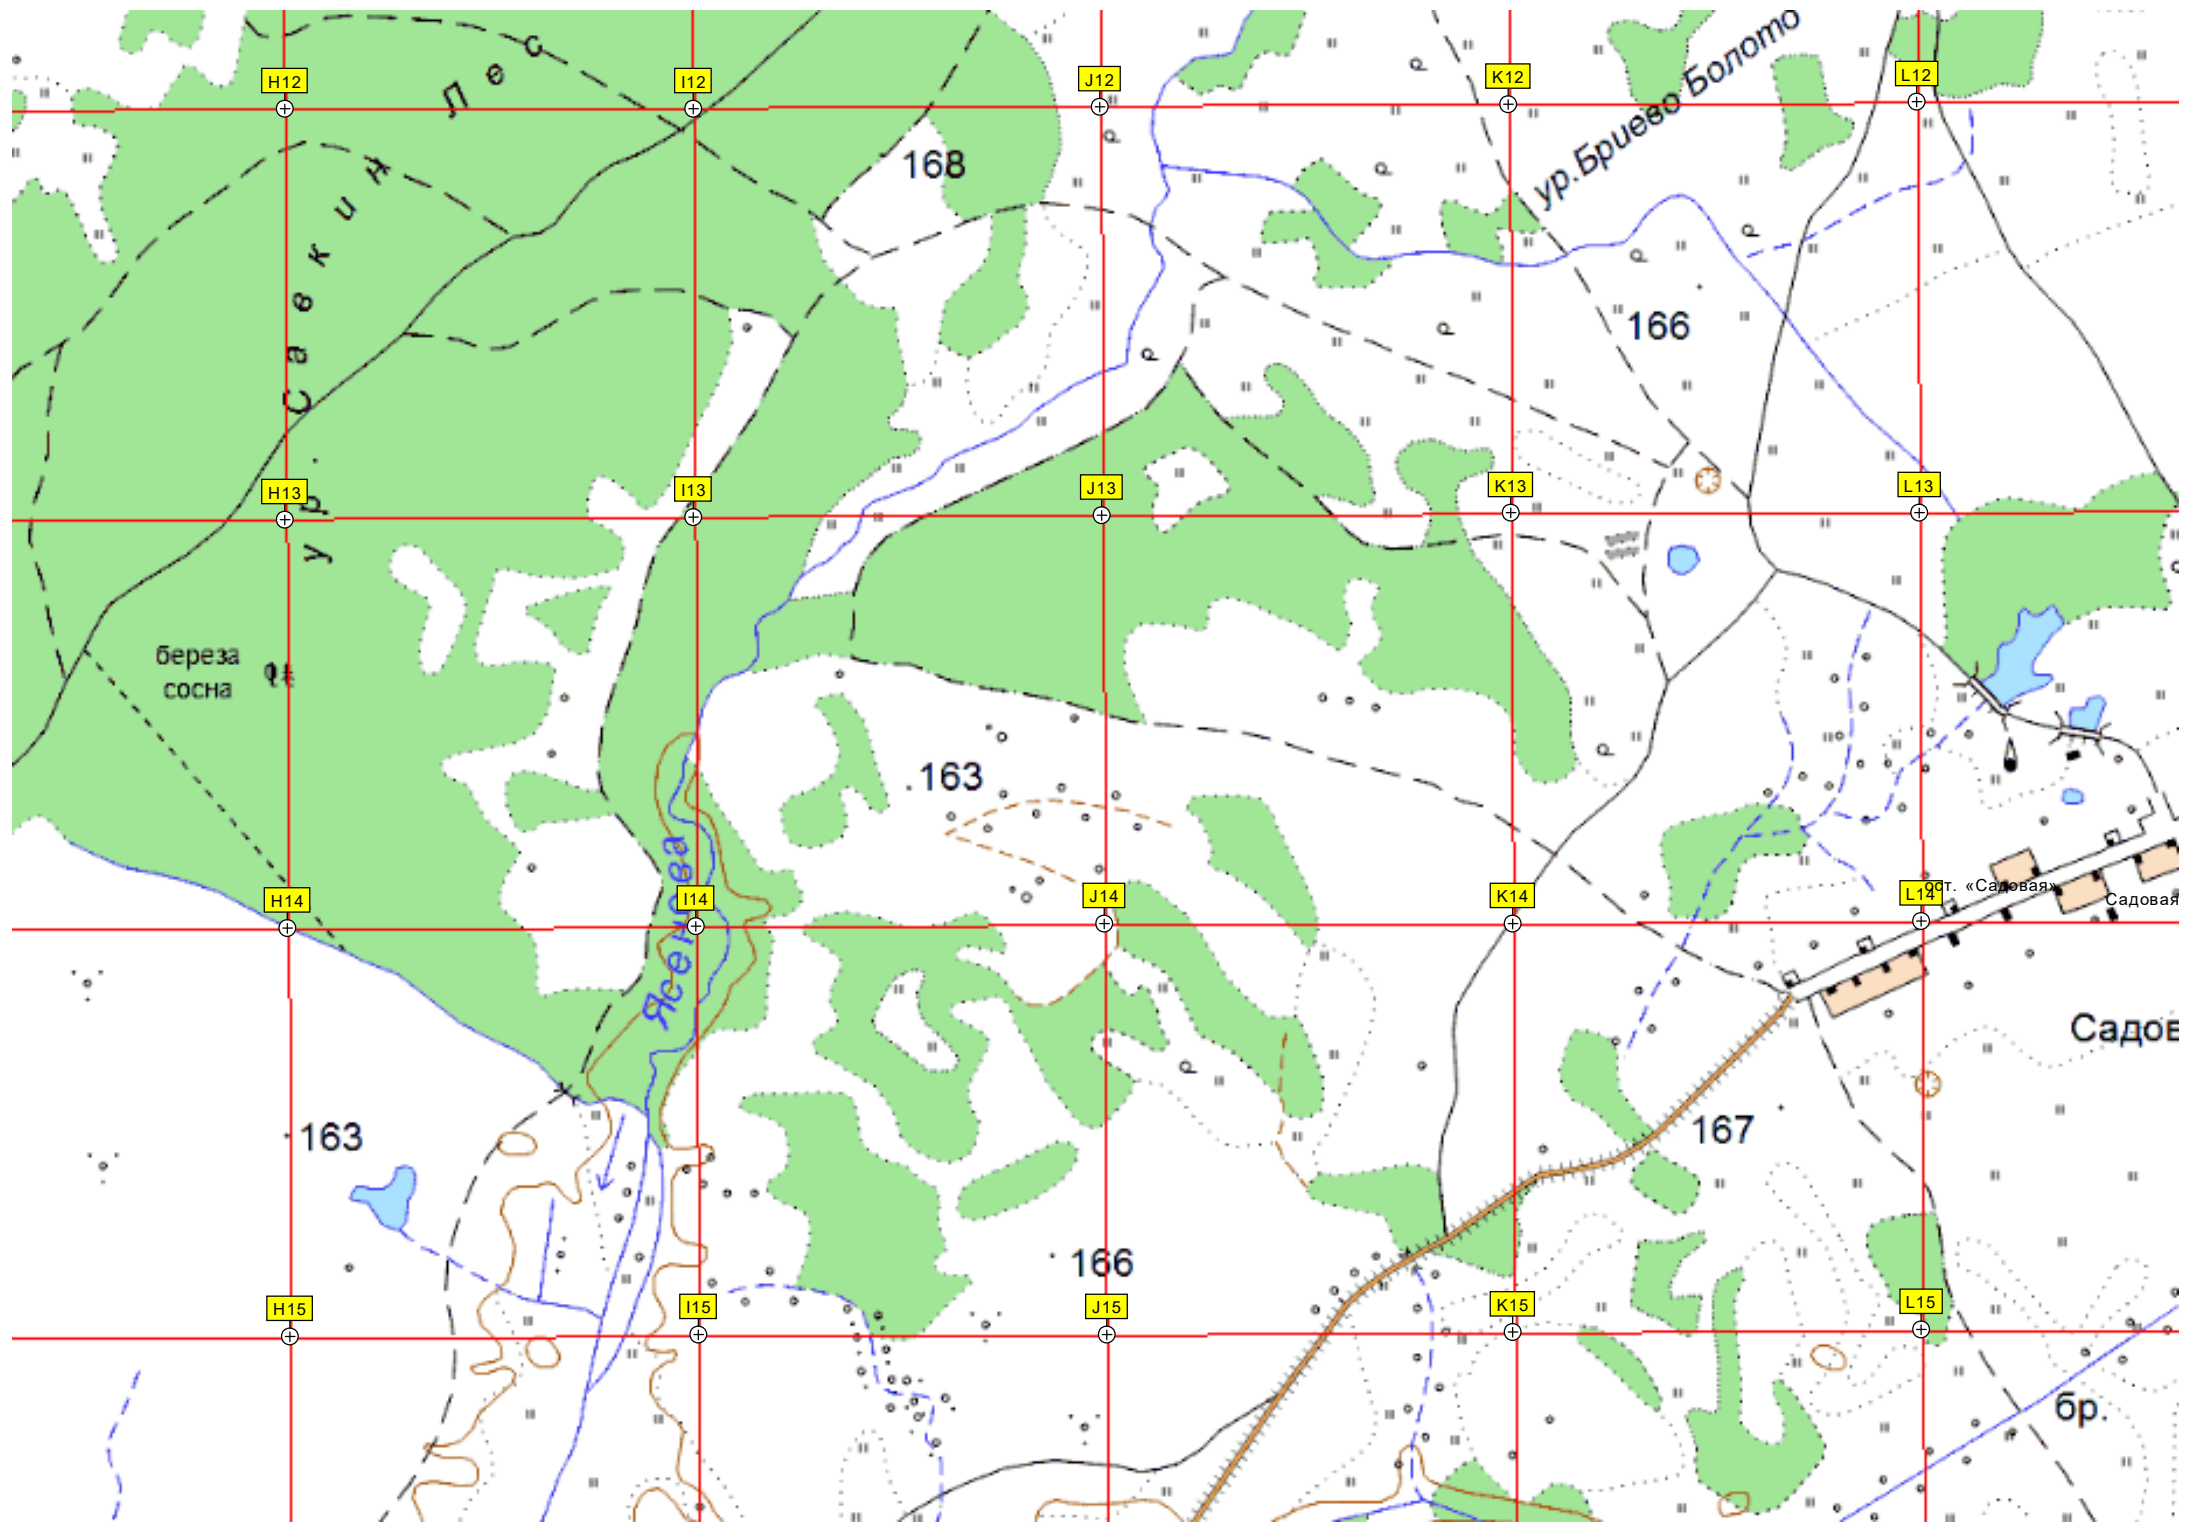 Лес
H12
I12
J12
K12
L12
ур.Бриево Болото
168
ур. Савкин
166
H13
I13
J13
K13
L13
береза
сосна
163
Ясенова
H14
I14
J14
K14
L14
ост. «Садовая»
Садовая
Садов
163
167
166
H15
I15
J15
K15
L15
бр.